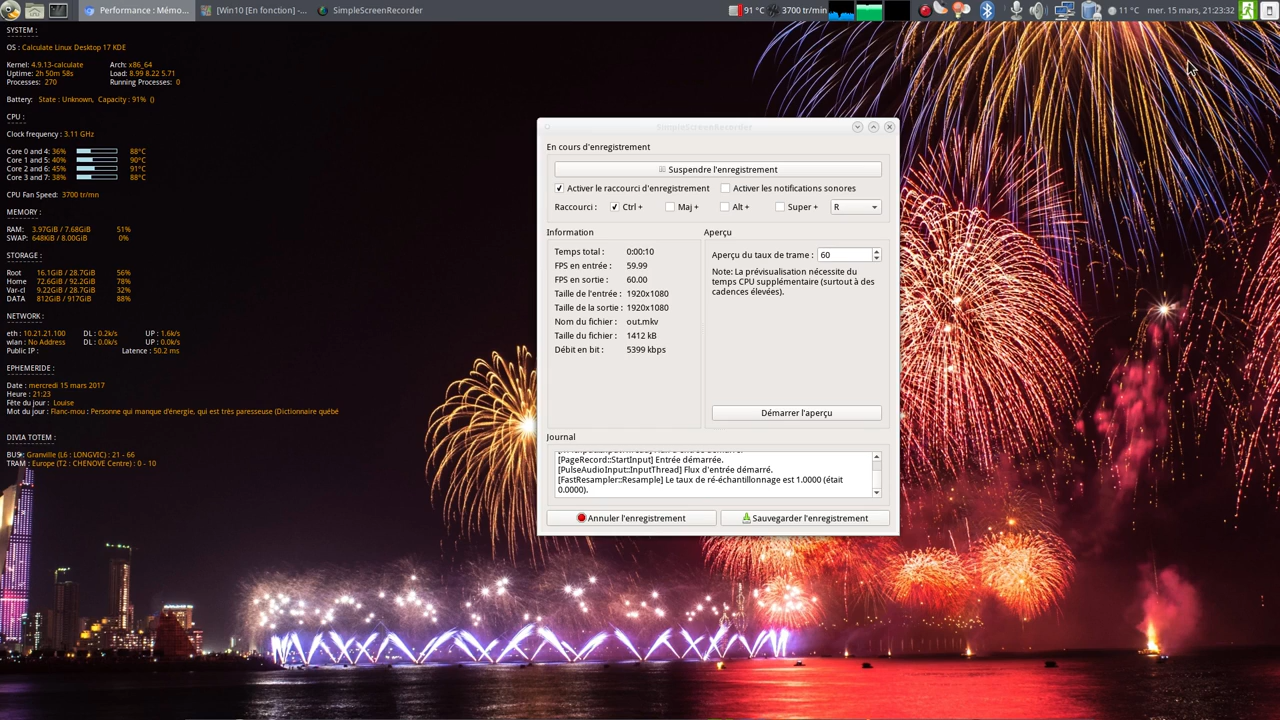 Performance : Mémo...
[Win10 [En fonction] -...
SimpleScreenRecorder
91 °C
3700 tr/min
11 °C
mer. 15 mars, 21:23:32
SYSTEM :
OS : Calculate Linux Desktop 17 KDE
Kernel: 4.9.13-calculate Arch: x86_64
Uptime: 2h 50m 58s Load: 8.99 8.22 5.71
Processes: 270 Running Processes: 0
Battery: State : Unknown, Capacity : 91% ()
CPU :
Clock frequency : 3.11 GHz
Core 0 and 4: 36% 88°C
Core 1 and 5: 40% 90°C
Core 2 and 6: 45% 91°C
Core 3 and 7: 38% 88°C
CPU Fan Speed: 3700 tr/mn
MEMORY :
RAM: 3.97GiB / 7.68GiB 51%
SWAP: 648KiB / 8.00GiB 0%
STORAGE :
Root 16.1GiB / 28.7GiB 56%
Home 72.6GiB / 92.2GiB 78%
Var-cl 9.22GiB / 28.7GiB 32%
DATA 812GiB / 917GiB 88%
NETWORK :
eth : 10.21.21.100 DL : 0.2k/s UP : 1.6k/s
wlan : No Address DL : 0.0k/s UP : 0.0k/s
Public IP : Latence : 50.2 ms
EPHEMERIDE :
Date : mercredi 15 mars 2017
Heure : 21:23
Fête du jour : Louise
Mot du jour : Flanc-mou : Personne qui manque d'énergie, qui est très paresseuse (Dictionnaire québé
DIVIA TOTEM :
Granville (L6 : LONGVIC) : 21 - 66
TRAM : Europe (T2 : CHENOVE Centre) : 0 - 10
SimpleScreenRecorder
En cours d'enregistrement
Suspendre l'enregistrement
Activer le raccourci d'enregistrement Activer les notifications sonores
Raccourci : Ctrl + Maj + Alt + Super + R
Information
Temps total : 0:00:10
FPS en entrée : 59.99
FPS en sortie : 60.00
Taille de l'entrée : 1920x1080
Taille de la sortie : 1920x1080
Nom du fichier : out.mkv
Taille du fichier : 1412 kB
Débit en bit : 5399 kbps
Aperçu
Aperçu du taux de trame : 60
Note: La prévisualisation nécessite du
temps CPU supplémentaire (surtout à des
cadences élevées).
Démarrer l'aperçu
Journal
[PageRecord::StartInput] Entrée démarrée.
[PulseAudioInput::InputThread] Flux d'entrée démarré.
[FastResampler::Resample] Le taux de ré-échantillonnage est 1.0000 (était
0.0000).
Annuler l'enregistrement
Sauvegarder l'enregistrement